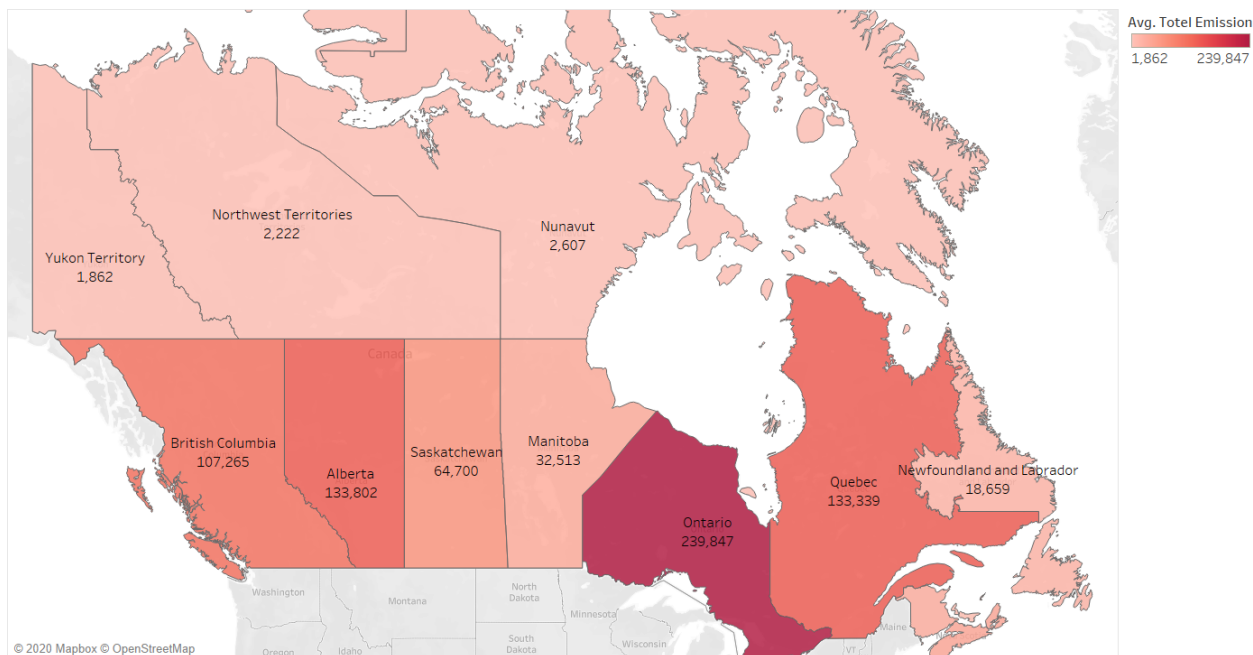 Avg. Totel Emission
1,862 239,847
Northwest Territories
2,222
Nunavut
2,607
Yukon Territory
1,862
Canada
British Columbia
107,265
Alberta
133,802
Saskatchewan
64,700
Manitoba
32,513
Ontario
239,847
Quebec
133,339
Newfoundland and Labrador
18,659
Washington
Montana
North
Dakota
Minnesota
Wisconsin
South
Dakota
Oregon
Idaho
VT
Maine
© 2020 Mapbox © OpenStreetMap